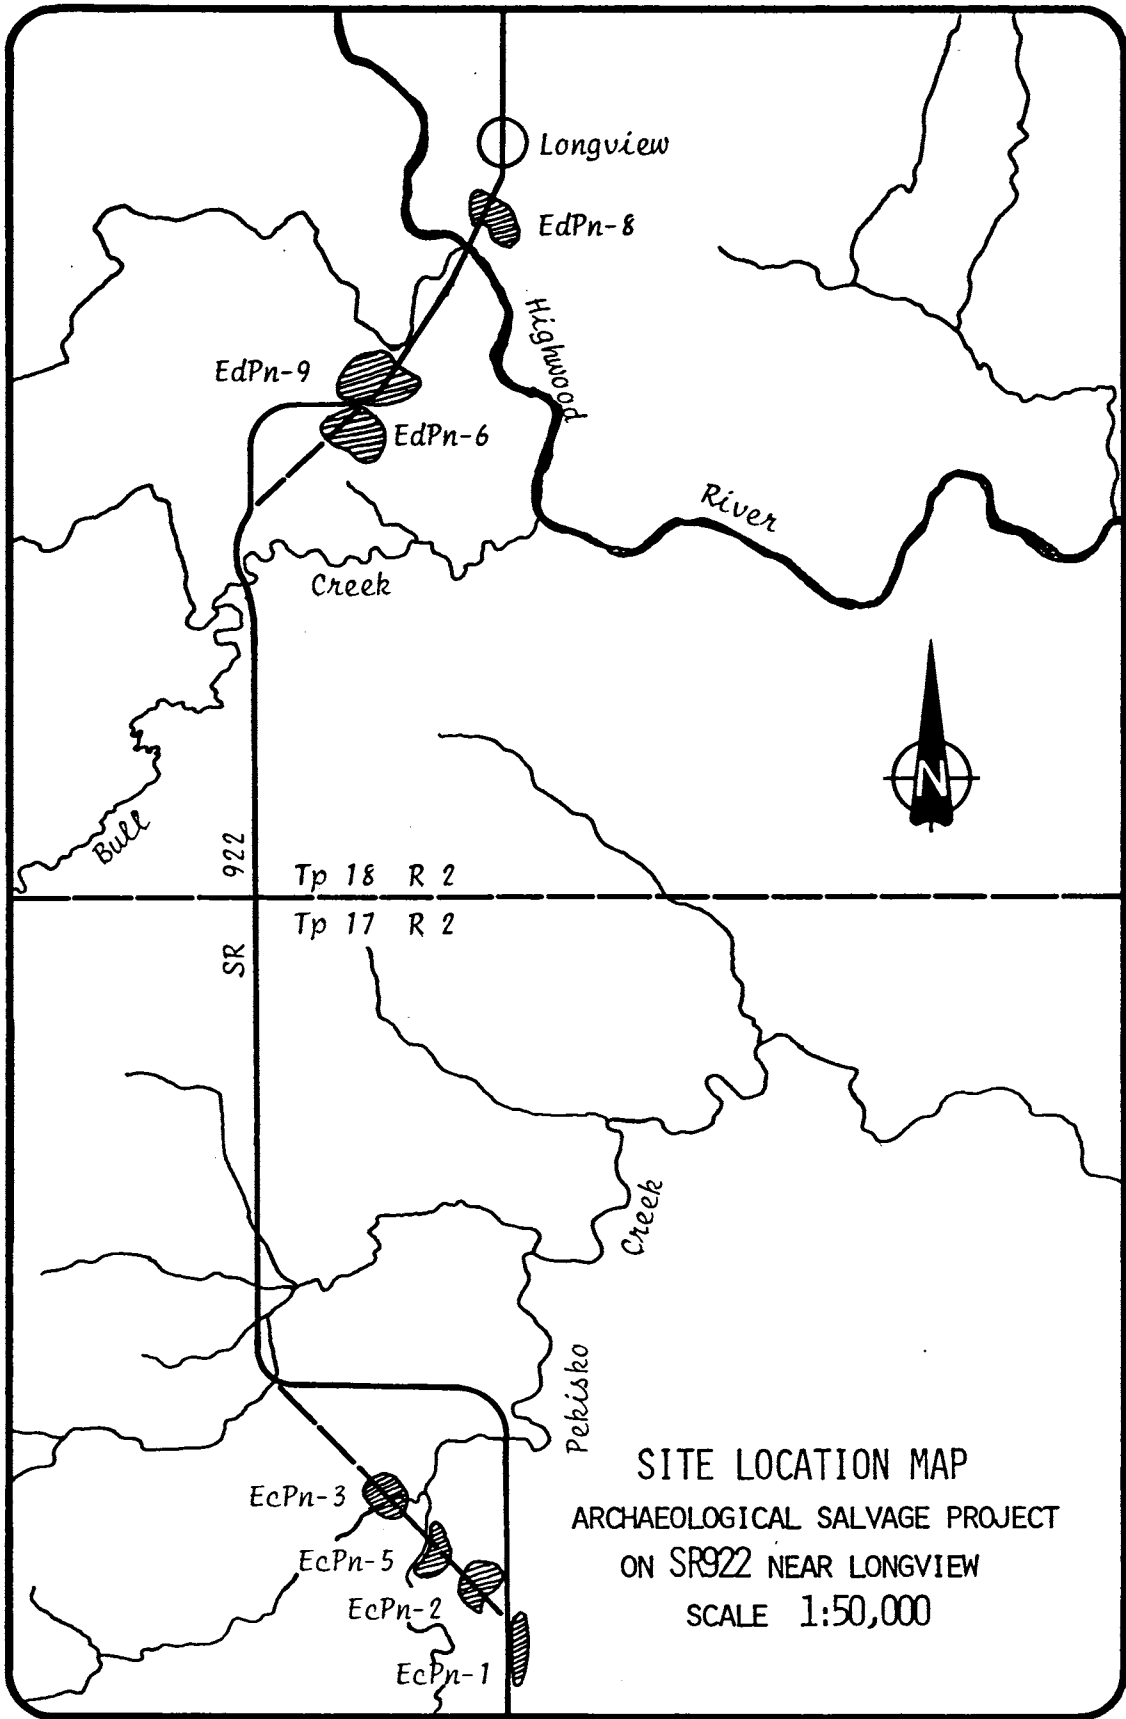 Longview
EdPn-8
Highwood
EdPn-9
EdPn-6
River
Creek
N
Bull
922
Tp 18 R 2
Tp 17 R 2
SR
Creek
Pekisko
SITE LOCATION MAP
EcPn-3
ARCHAEOLOGICAL SALVAGE PROJECT
EcPn-5
ON SR922 NEAR LONGVIEW
EcPn-2
SCALE 1:50,000
EcPn-1